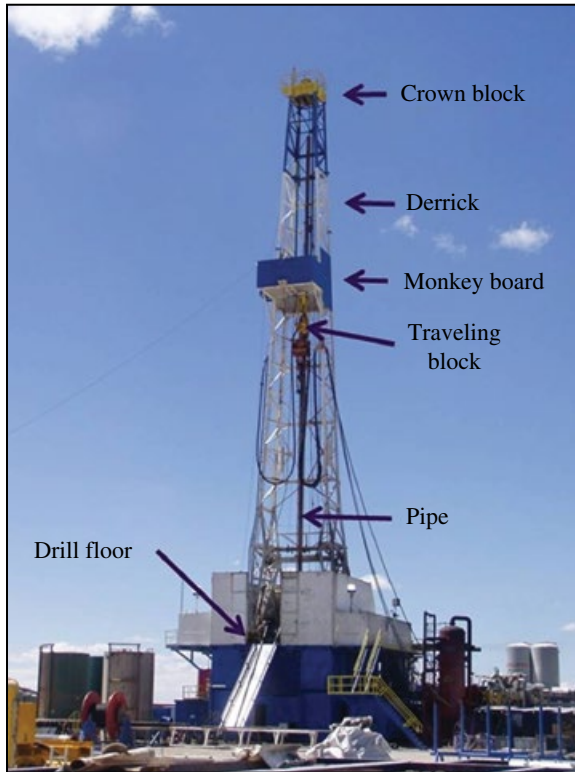 Crown block
Derrick
Monkey board
Traveling
block
Pipe
Drill floor